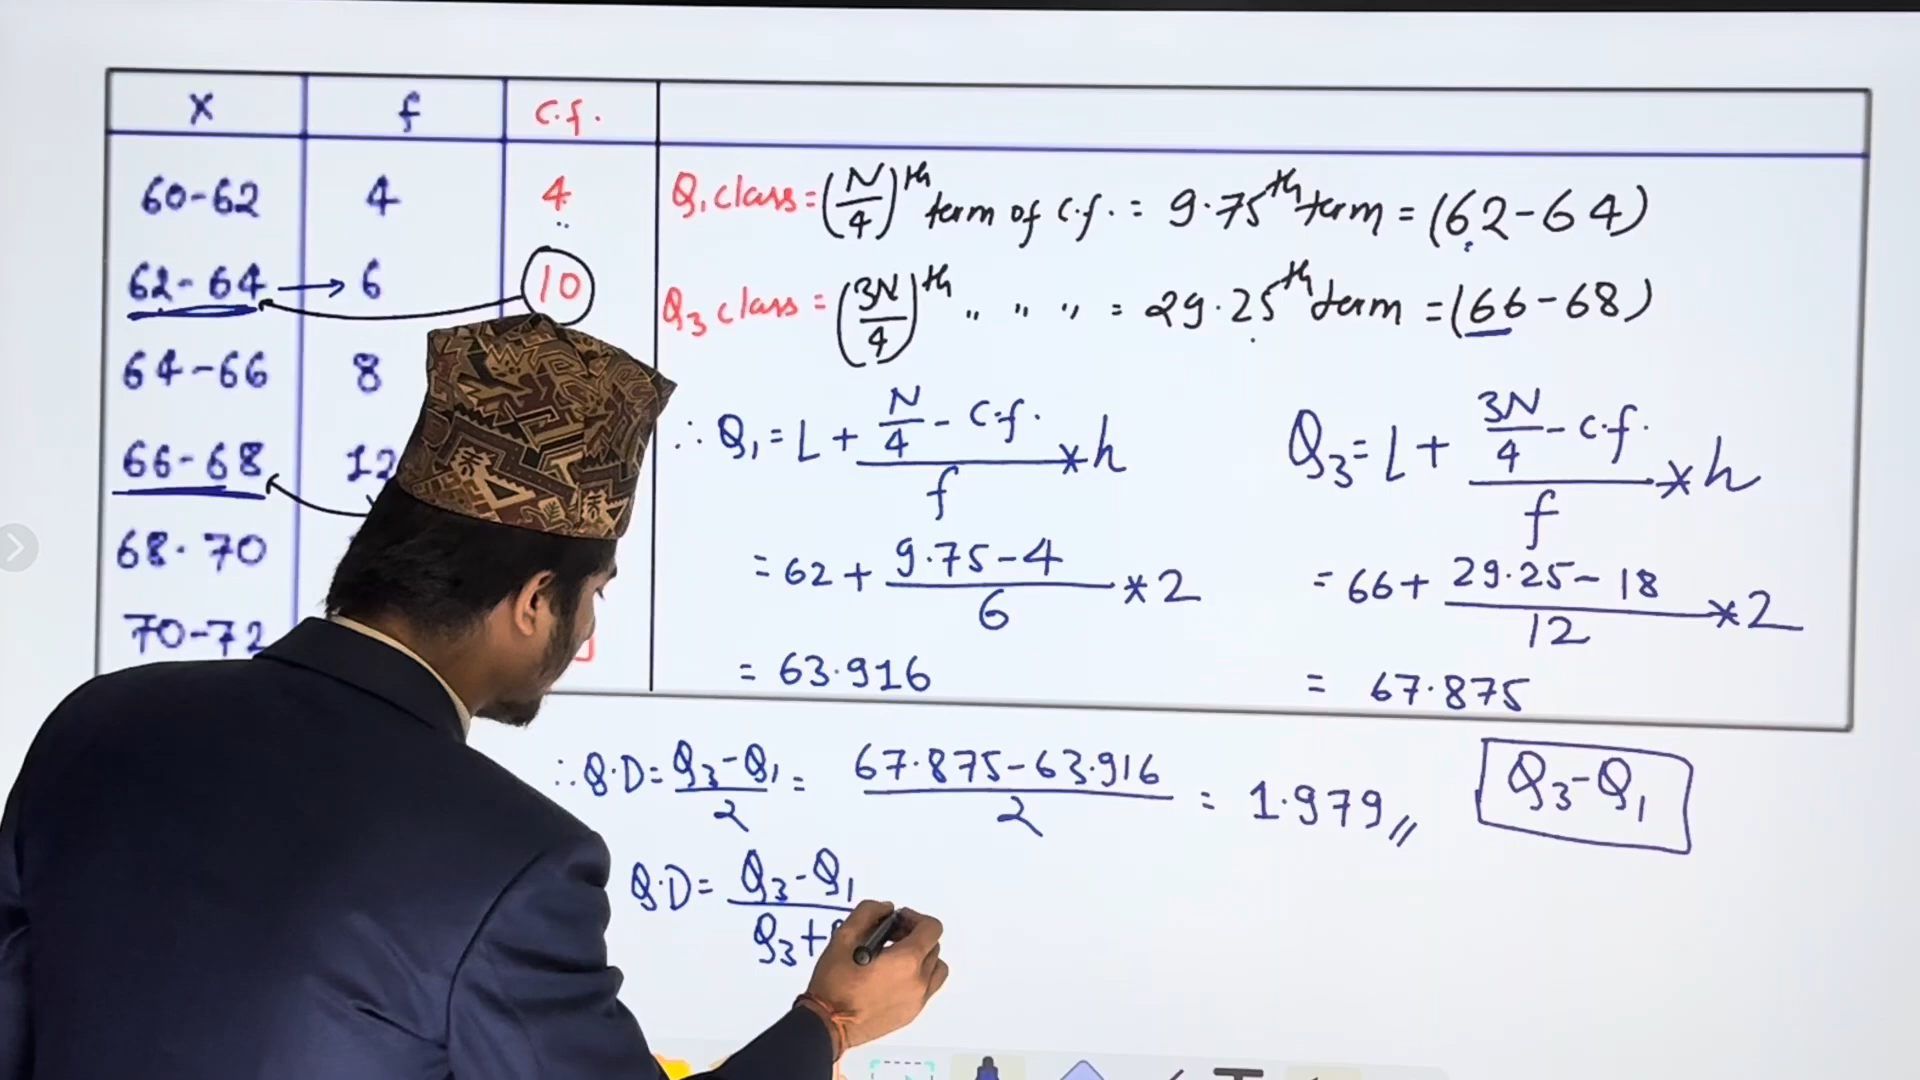 X f c.f.
60-62 4 4
62-64 → 6 10
64-66 8
66-68 12
68-70
70-72
Q₁ class = (N/4)th term of c.f. = 9.75th term = (62-64)
Q₃ class = (3N/4)th " " " = 29.25th term = (66-68)
∴ Q₁ = L + (N/4 - c.f.)/f * h
= 62 + (9.75-4)/6 * 2
= 63.916
Q₃ = L + (3N/4 - c.f.)/f * h
= 66 + (29.25-18)/12 * 2
= 67.875
∴ Q.D = (Q₃-Q₁)/2 = (67.875-63.916)/2 = 1.979
Q₃-Q₁
Q.D = (Q₃-Q₁)/(Q₃+